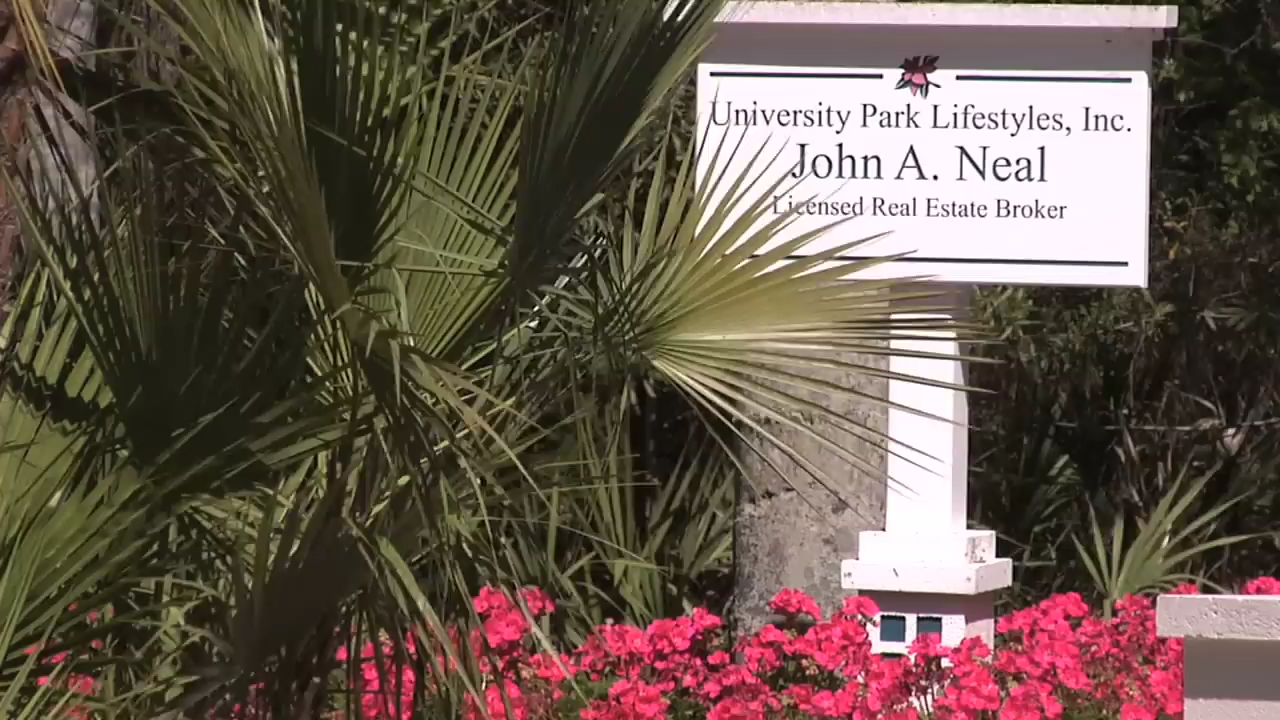 University Park Lifestyles, Inc.
John A. Neal
Licensed Real Estate Broker